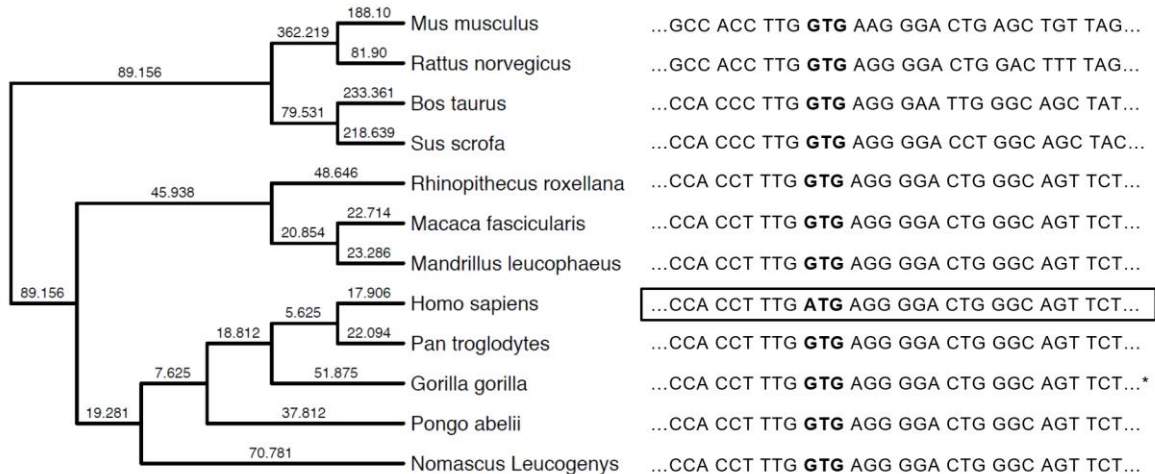 188.10 Mus musculus ...GCC ACC TTG GTG AAG GGA CTG AGC TGT TAG...
362.219
81.90 Rattus norvegicus ...GCC ACC TTG GTG AGG GGA CTG GAC TTT TAG...
89.156
233.361 Bos taurus ...CCA CCC TTG GTG AGG GAA TTG GGC AGC TAT...
79.531
218.639 Sus scrofa ...CCA CCC TTG GTG AGG GGA CCT GGC AGC TAC...
48.646 Rhinopithecus roxellana ...CCA CCT TTG GTG AGG GGA CTG GGC AGT TCT...
45.938
22.714 Macaca fascicularis ...CCA CCT TTG GTG AGG GGA CTG GGC AGT TCT...
20.854
23.286 Mandrillus leucophaeus ...CCA CCT TTG GTG AGG GGA CTG GGC AGT TCT...
89.156
17.906 Homo sapiens ...CCA CCT TTG ATG AGG GGA CTG GGC AGT TCT...
5.625
22.094 Pan troglodytes ...CCA CCT TTG GTG AGG GGA CTG GGC AGT TCT...
18.812
51.875 Gorilla gorilla ...CCA CCT TTG GTG AGG GGA CTG GGC AGT TCT...*
7.625
37.812 Pongo abelii ...CCA CCT TTG GTG AGG GGA CTG GGC AGT TCT...
19.281
70.781 Nomascus Leucogenys ...CCA CCT TTG GTG AGG GGA CTG GGC AGT TCT...